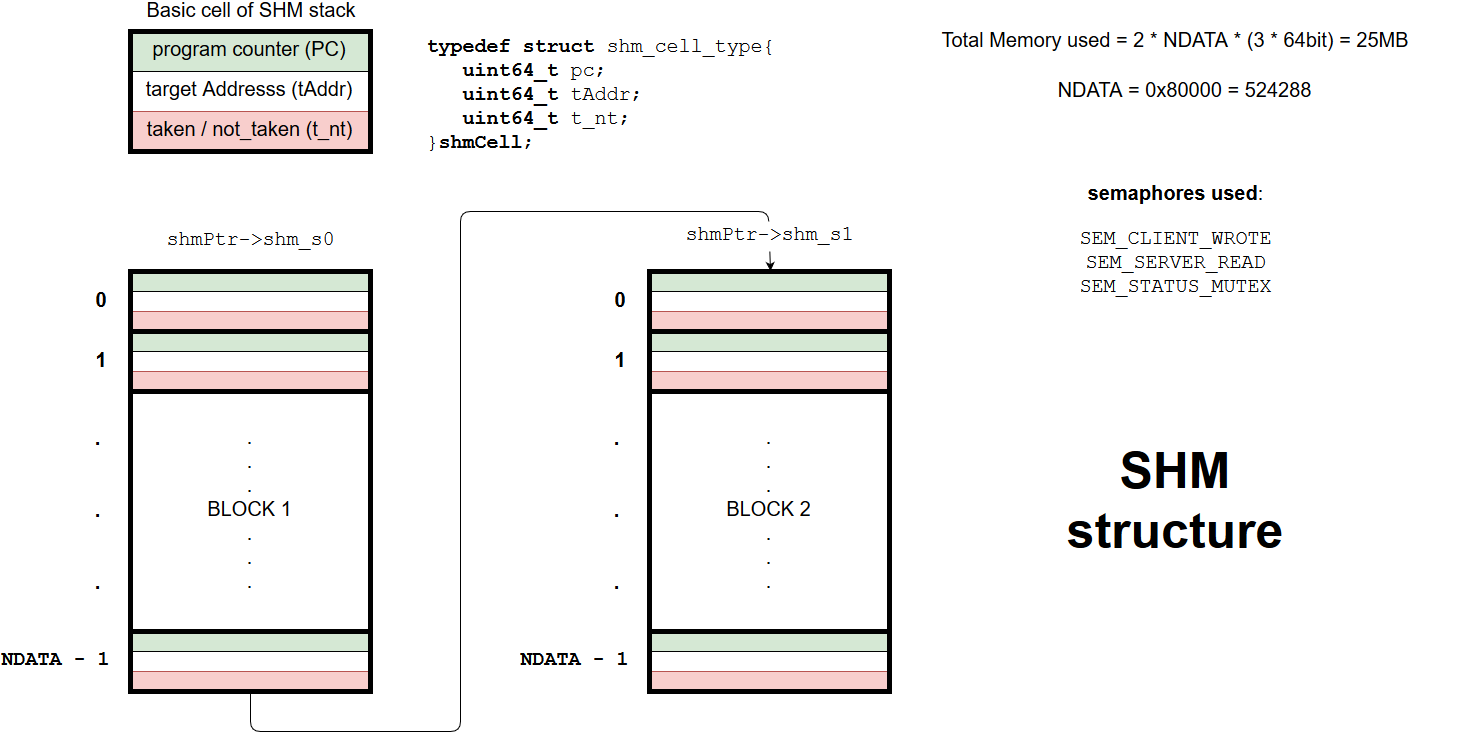 Basic cell of SHM stack
program counter (PC)
target Addresss (tAddr)
taken / not_taken (t_nt)
typedef struct shm_cell_type{
uint64_t pc;
uint64_t tAddr;
uint64_t t_nt;
}shmCell;
Total Memory used = 2 * NDATA * (3 * 64bit) = 25MB
NDATA = 0x80000 = 524288
semaphores used:
SEM_CLIENT_WROTE
SEM_SERVER_READ
SEM_STATUS_MUTEX
shmPtr->shm_s0
0
1
.
.
.
NDATA - 1
.
.
.
BLOCK 1
.
.
.
shmPtr->shm_s1
0
1
.
.
.
NDATA - 1
.
.
.
BLOCK 2
.
.
.
SHM
structure